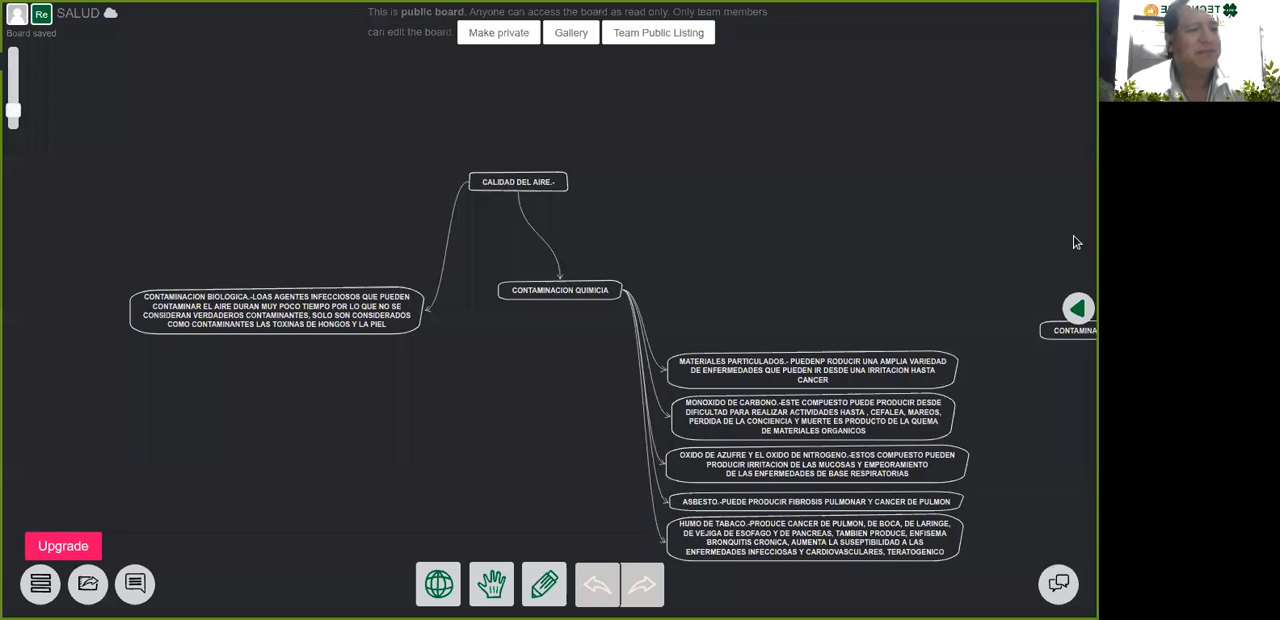 Re SALUD
Board saved
This is public board. Anyone can access the board as read only. Only team members
can edit the board. Make private Gallery Team Public Listing
CALIDAD DEL AIRE.-
CONTAMINACION BIOLOGICA.-LOAS AGENTES INFECCIOSOS QUE PUEDEN
CONTAMINAR EL AIRE DURAN MUY POCO TIEMPO POR LO QUE NO SE
CONSIDERAN VERDADEROS CONTAMINANTES, SOLO SON CONSIDERADOS
COMO CONTAMINANTES LAS TOXINAS DE HONGOS Y LA PIEL
CONTAMINACION QUIMICIA
CONTAMINA
MATERIALES PARTICULADOS.- PUEDENP RODUCIR UNA AMPLIA VARIEDAD
DE ENFERMEDADES QUE PUEDEN IR DESDE UNA IRRITACION HASTA
CANCER
MONOXIDO DE CARBONO.-ESTE COMPUESTO PUEDE PRODUCIR DESDE
DIFICULTAD PARA REALIZAR ACTIVIDADES HASTA , CEFALEA, MAREOS,
PERDIDA DE LA CONCIENCIA Y MUERTE ES PRODUCTO DE LA QUEMA
DE MATERIALES ORGANICOS
OXIDO DE AZUFRE Y EL OXIDO DE NITROGENO.-ESTOS COMPUESTO PUEDEN
PRODUCIR IRRITACION DE LAS MUCOSAS Y EMPEORAMIENTO
DE LAS ENFERMEDADES DE BASE RESPIRATORIAS
ASBESTO.-PUEDE PRODUCIR FIBROSIS PULMONAR Y CANCER DE PULMON
HUMO DE TABACO.-PRODUCE CANCER DE PULMON, DE BOCA, DE LARINGE,
DE VEJIGA DE ESOFAGO Y DE PANCREAS, TAMBIEN PRODUCE, ENFISEMA
BRONQUITIS CRONICA, AUMENTA LA SUSEPTIBILIDAD A LAS
ENFERMEDADES INFECCIOSAS Y CARDIOVASCULARES, TERATOGENICO
Upgrade